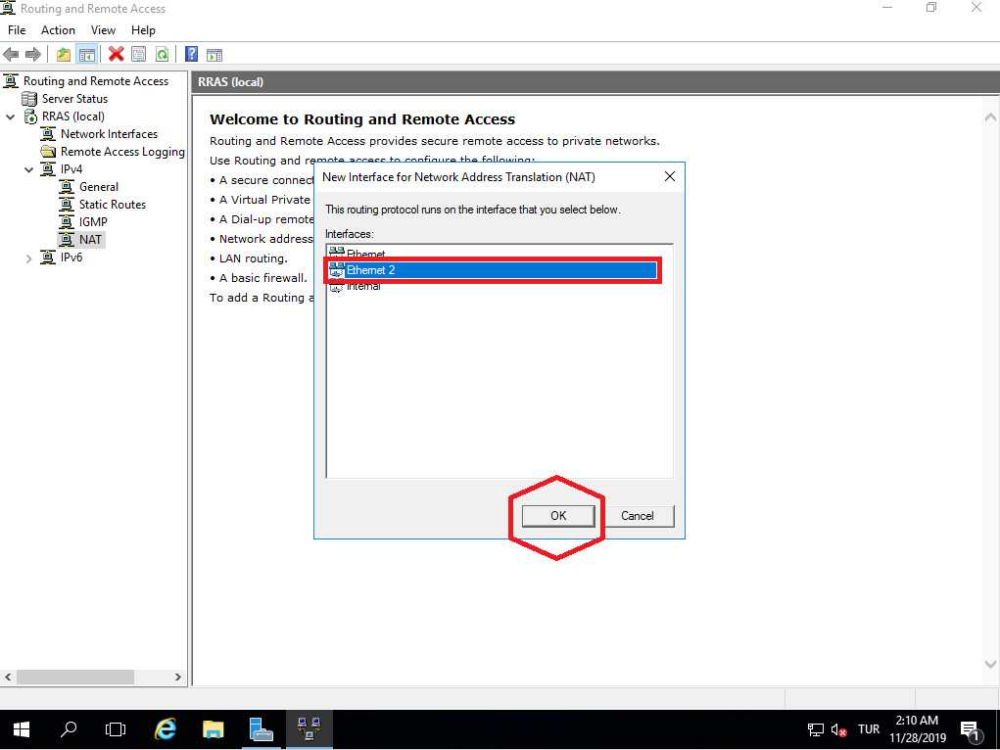 Routing and Remote Access
File Action View Help
Routing and Remote Access
Server Status
RRAS (local)
Network Interfaces
Remote Access Logging
IPv4
General
Static Routes
IGMP
NAT
IPv6
RRAS (local)
Welcome to Routing and Remote Access
Routing and Remote Access provides secure remote access to private networks.
Use Routing and remote access to configure the following:
• A secure connect
• A Virtual Private
• A Dial-up remote
• Network address
• LAN routing.
• A basic firewall.
To add a Routing a
New Interface for Network Address Translation (NAT)
This routing protocol runs on the interface that you select below.
Interfaces:
Ethernet
Ethernet 2
Internal
OK Cancel
TUR
2:10 AM
11/28/2019
1